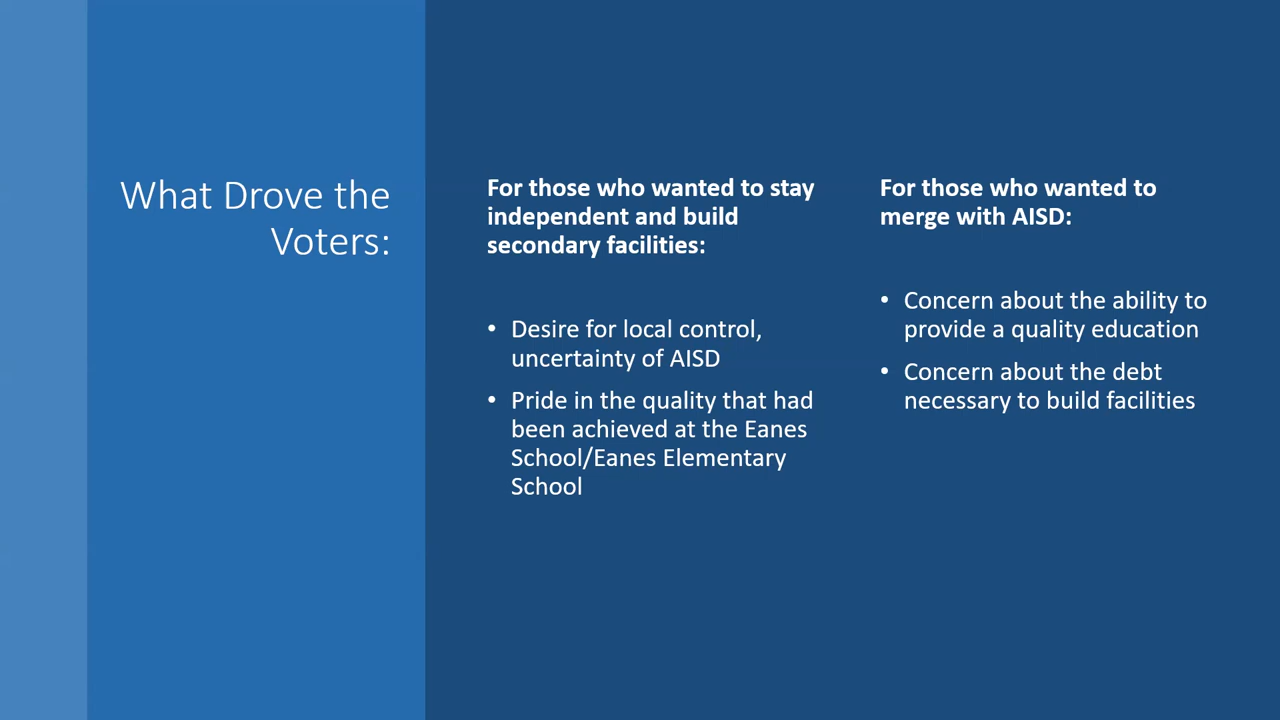 What Drove the
Voters:
For those who wanted to stay
independent and build
secondary facilities:
• Desire for local control,
uncertainty of AISD
• Pride in the quality that had
been achieved at the Eanes
School/Eanes Elementary
School
For those who wanted to
merge with AISD:
• Concern about the ability to
provide a quality education
• Concern about the debt
necessary to build facilities